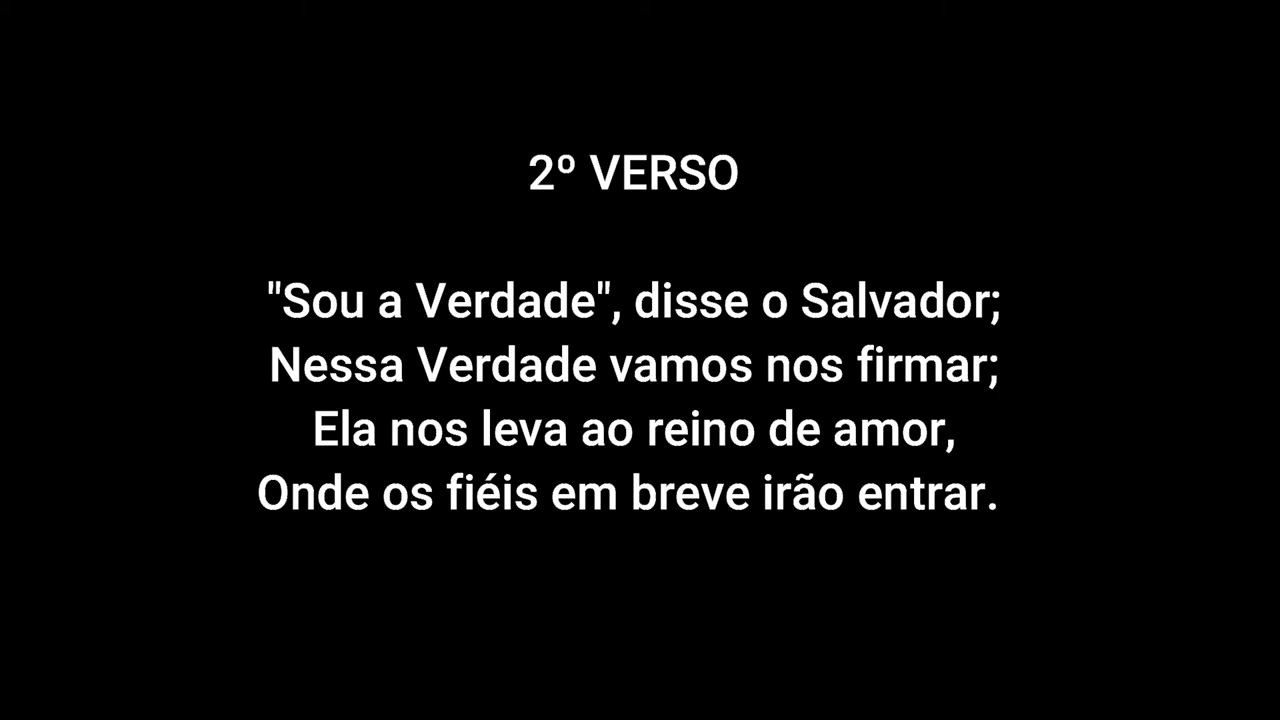 2º VERSO
"Sou a Verdade", disse o Salvador;
Nessa Verdade vamos nos firmar;
Ela nos leva ao reino de amor,
Onde os fiéis em breve irão entrar.